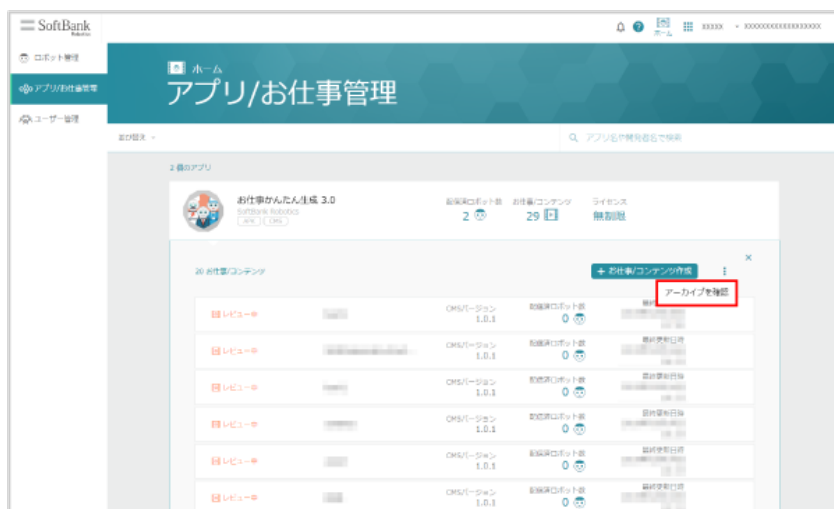 SoftBank
Robotics
ホーム
XXXXX
XXXXXXXXXXXXXXXXXX
ロボット管理
アプリ/お仕事管理
ユーザー管理
ホーム
アプリ/お仕事管理
並び替え
アプリ名や開発者名で検索
2 個のアプリ
お仕事かんたん生成 3.0
SoftBank Robotics
APK CMS
配信済ロボット数
2
お仕事/コンテンツ
29
ライセンス
無制限
20 お仕事/コンテンツ
+ お仕事/コンテンツ作成
アーカイブを確認
レビュー中
CMSバージョン
1.0.1
配信済ロボット数
0
レビュー中
CMSバージョン
1.0.1
配信済ロボット数
0
最終更新日時
レビュー中
CMSバージョン
1.0.1
配信済ロボット数
0
最終更新日時
レビュー中
CMSバージョン
1.0.1
配信済ロボット数
0
最終更新日時
レビュー中
CMSバージョン
1.0.1
配信済ロボット数
0
最終更新日時
レビュー中
CMSバージョン
1.0.1
配信済ロボット数
0
最終更新日時